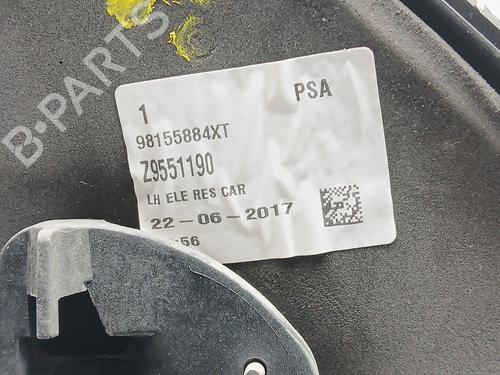 B-PARTS
1 PSA
98155884XT
Z9551190
LH ELE RES CAR
22-06-2017
:56